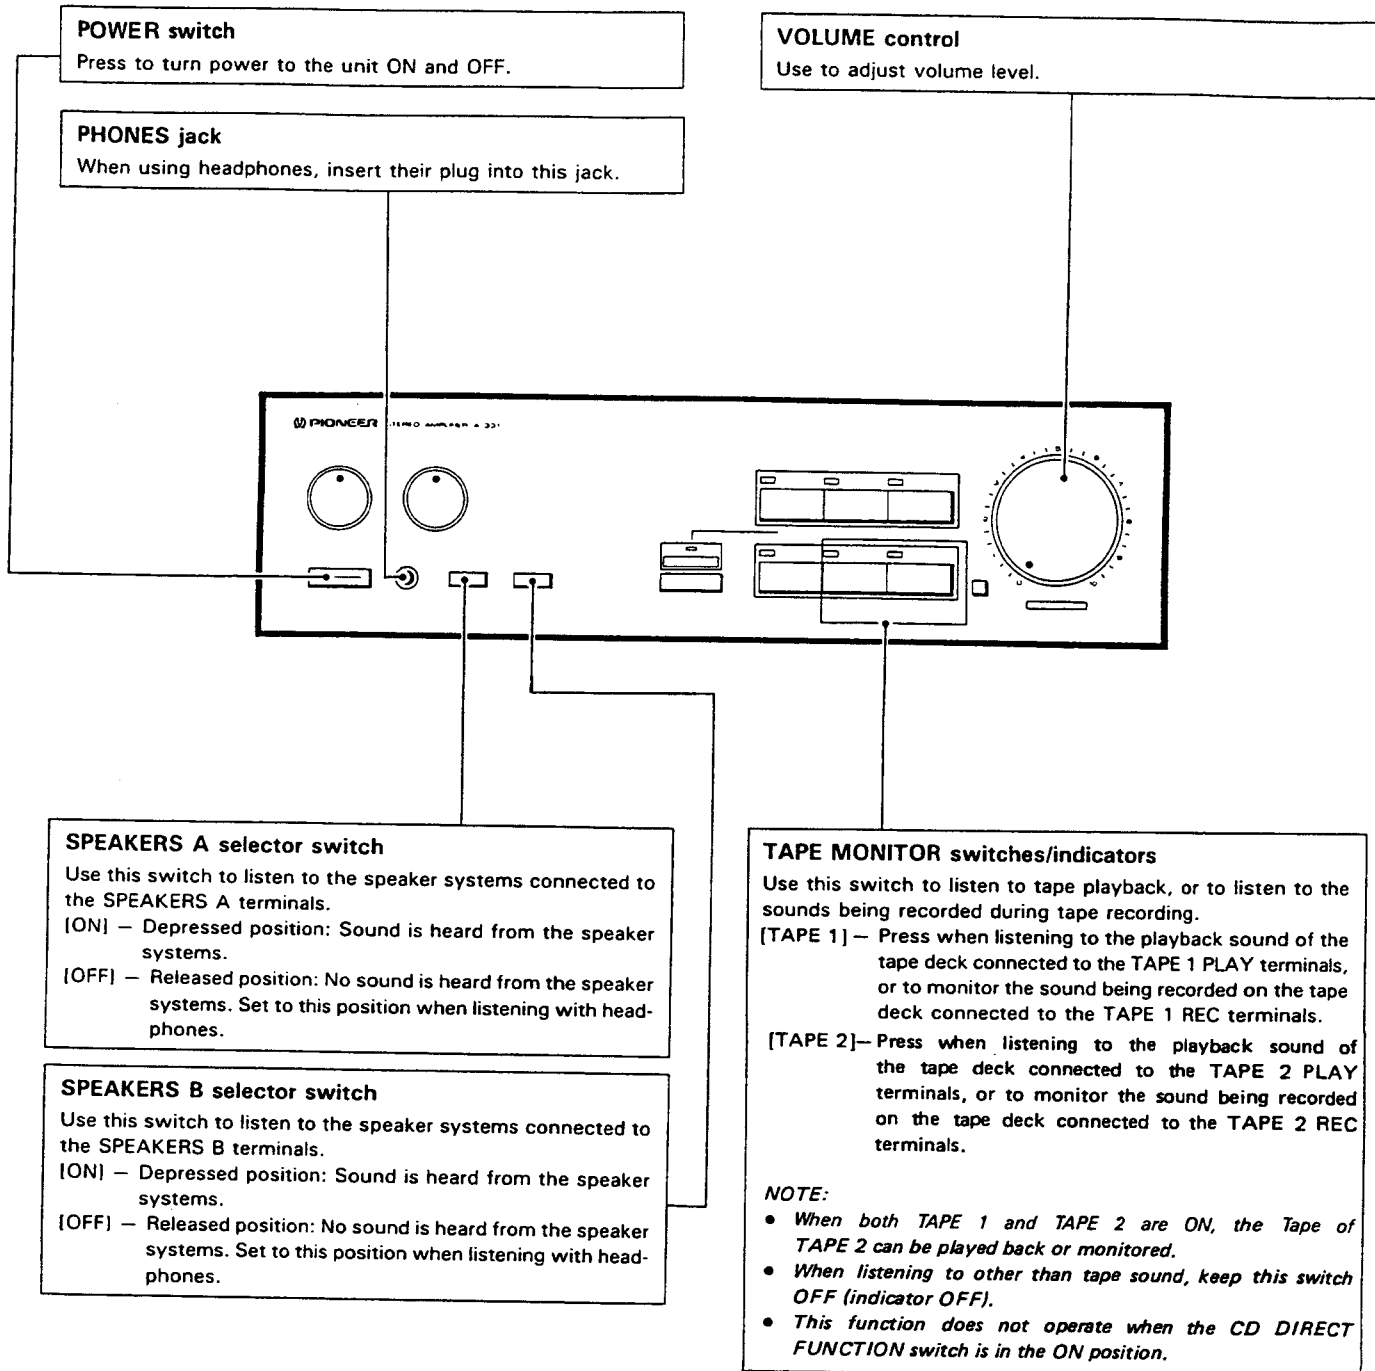 POWER switch
Press to turn power to the unit ON and OFF.
PHONES jack
When using headphones, insert their plug into this jack.
VOLUME control
Use to adjust volume level.
PIONEER STEREO AMPLIFIER
SPEAKERS A selector switch
Use this switch to listen to the speaker systems connected to
the SPEAKERS A terminals.
[ON] — Depressed position: Sound is heard from the speaker
systems.
[OFF] — Released position: No sound is heard from the speaker
systems. Set to this position when listening with head-
phones.
SPEAKERS B selector switch
Use this switch to listen to the speaker systems connected to
the SPEAKERS B terminals.
[ON] — Depressed position: Sound is heard from the speaker
systems.
[OFF] — Released position: No sound is heard from the speaker
systems. Set to this position when listening with head-
phones.
TAPE MONITOR switches/indicators
Use this switch to listen to tape playback, or to listen to the
sounds being recorded during tape recording.
[TAPE 1] — Press when listening to the playback sound of the
tape deck connected to the TAPE 1 PLAY terminals,
or to monitor the sound being recorded on the tape
deck connected to the TAPE 1 REC terminals.
[TAPE 2] — Press when listening to the playback sound of
the tape deck connected to the TAPE 2 PLAY
terminals, or to monitor the sound being recorded
on the tape deck connected to the TAPE 2 REC
terminals.
NOTE:
● When both TAPE 1 and TAPE 2 are ON, the Tape of
TAPE 2 can be played back or monitored.
● When listening to other than tape sound, keep this switch
OFF (indicator OFF).
● This function does not operate when the CD DIRECT
FUNCTION switch is in the ON position.